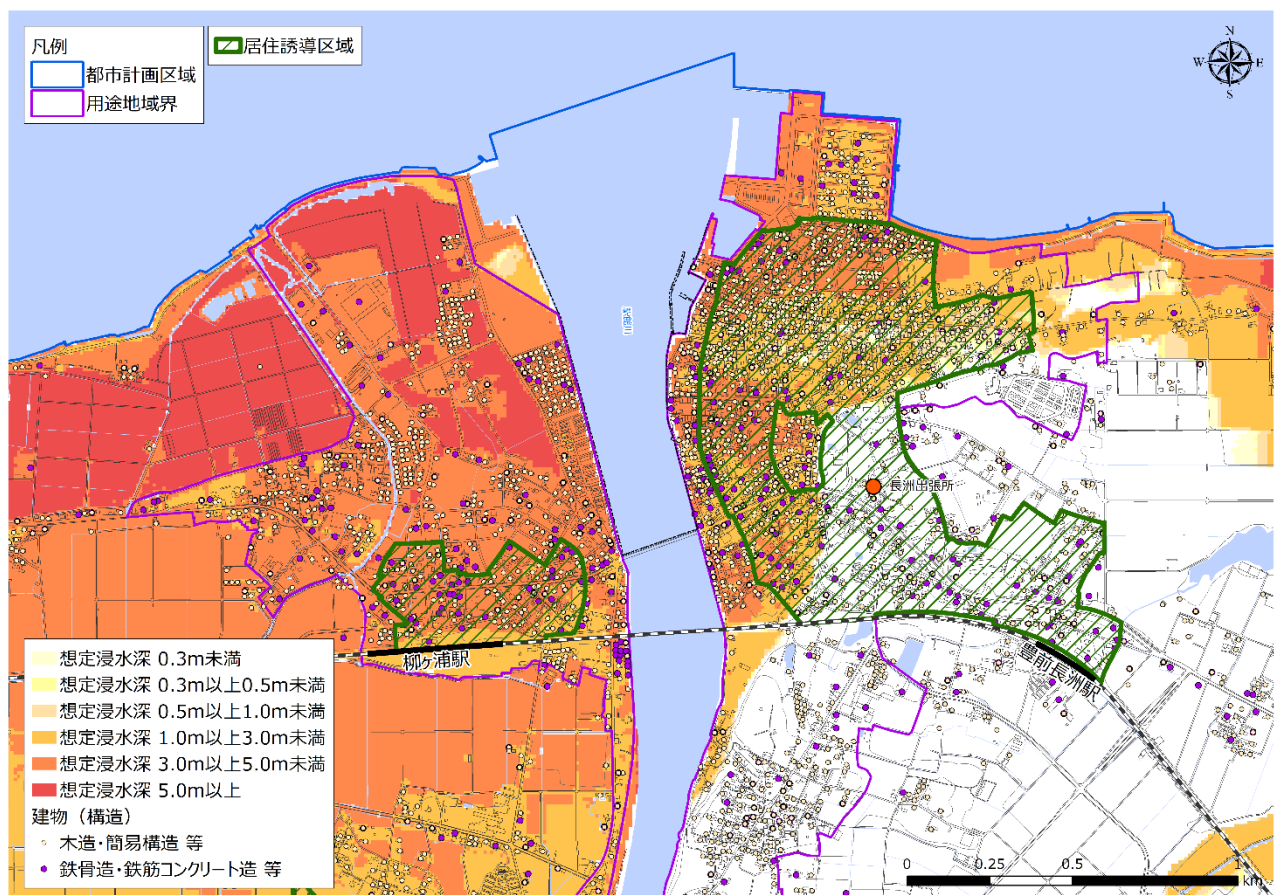 凡例
都市計画区域
用途地域界
居住誘導区域
N
W
E
S
長洲出張所
柳ヶ浦駅
豊前長洲駅
想定浸水深 0.3m未満
想定浸水深 0.3m以上0.5m未満
想定浸水深 0.5m以上1.0m未満
想定浸水深 1.0m以上3.0m未満
想定浸水深 3.0m以上5.0m未満
想定浸水深 5.0m以上
建物（構造）
木造・簡易構造 等
鉄骨造・鉄筋コンクリート造 等
0
0.25
0.5
1
km